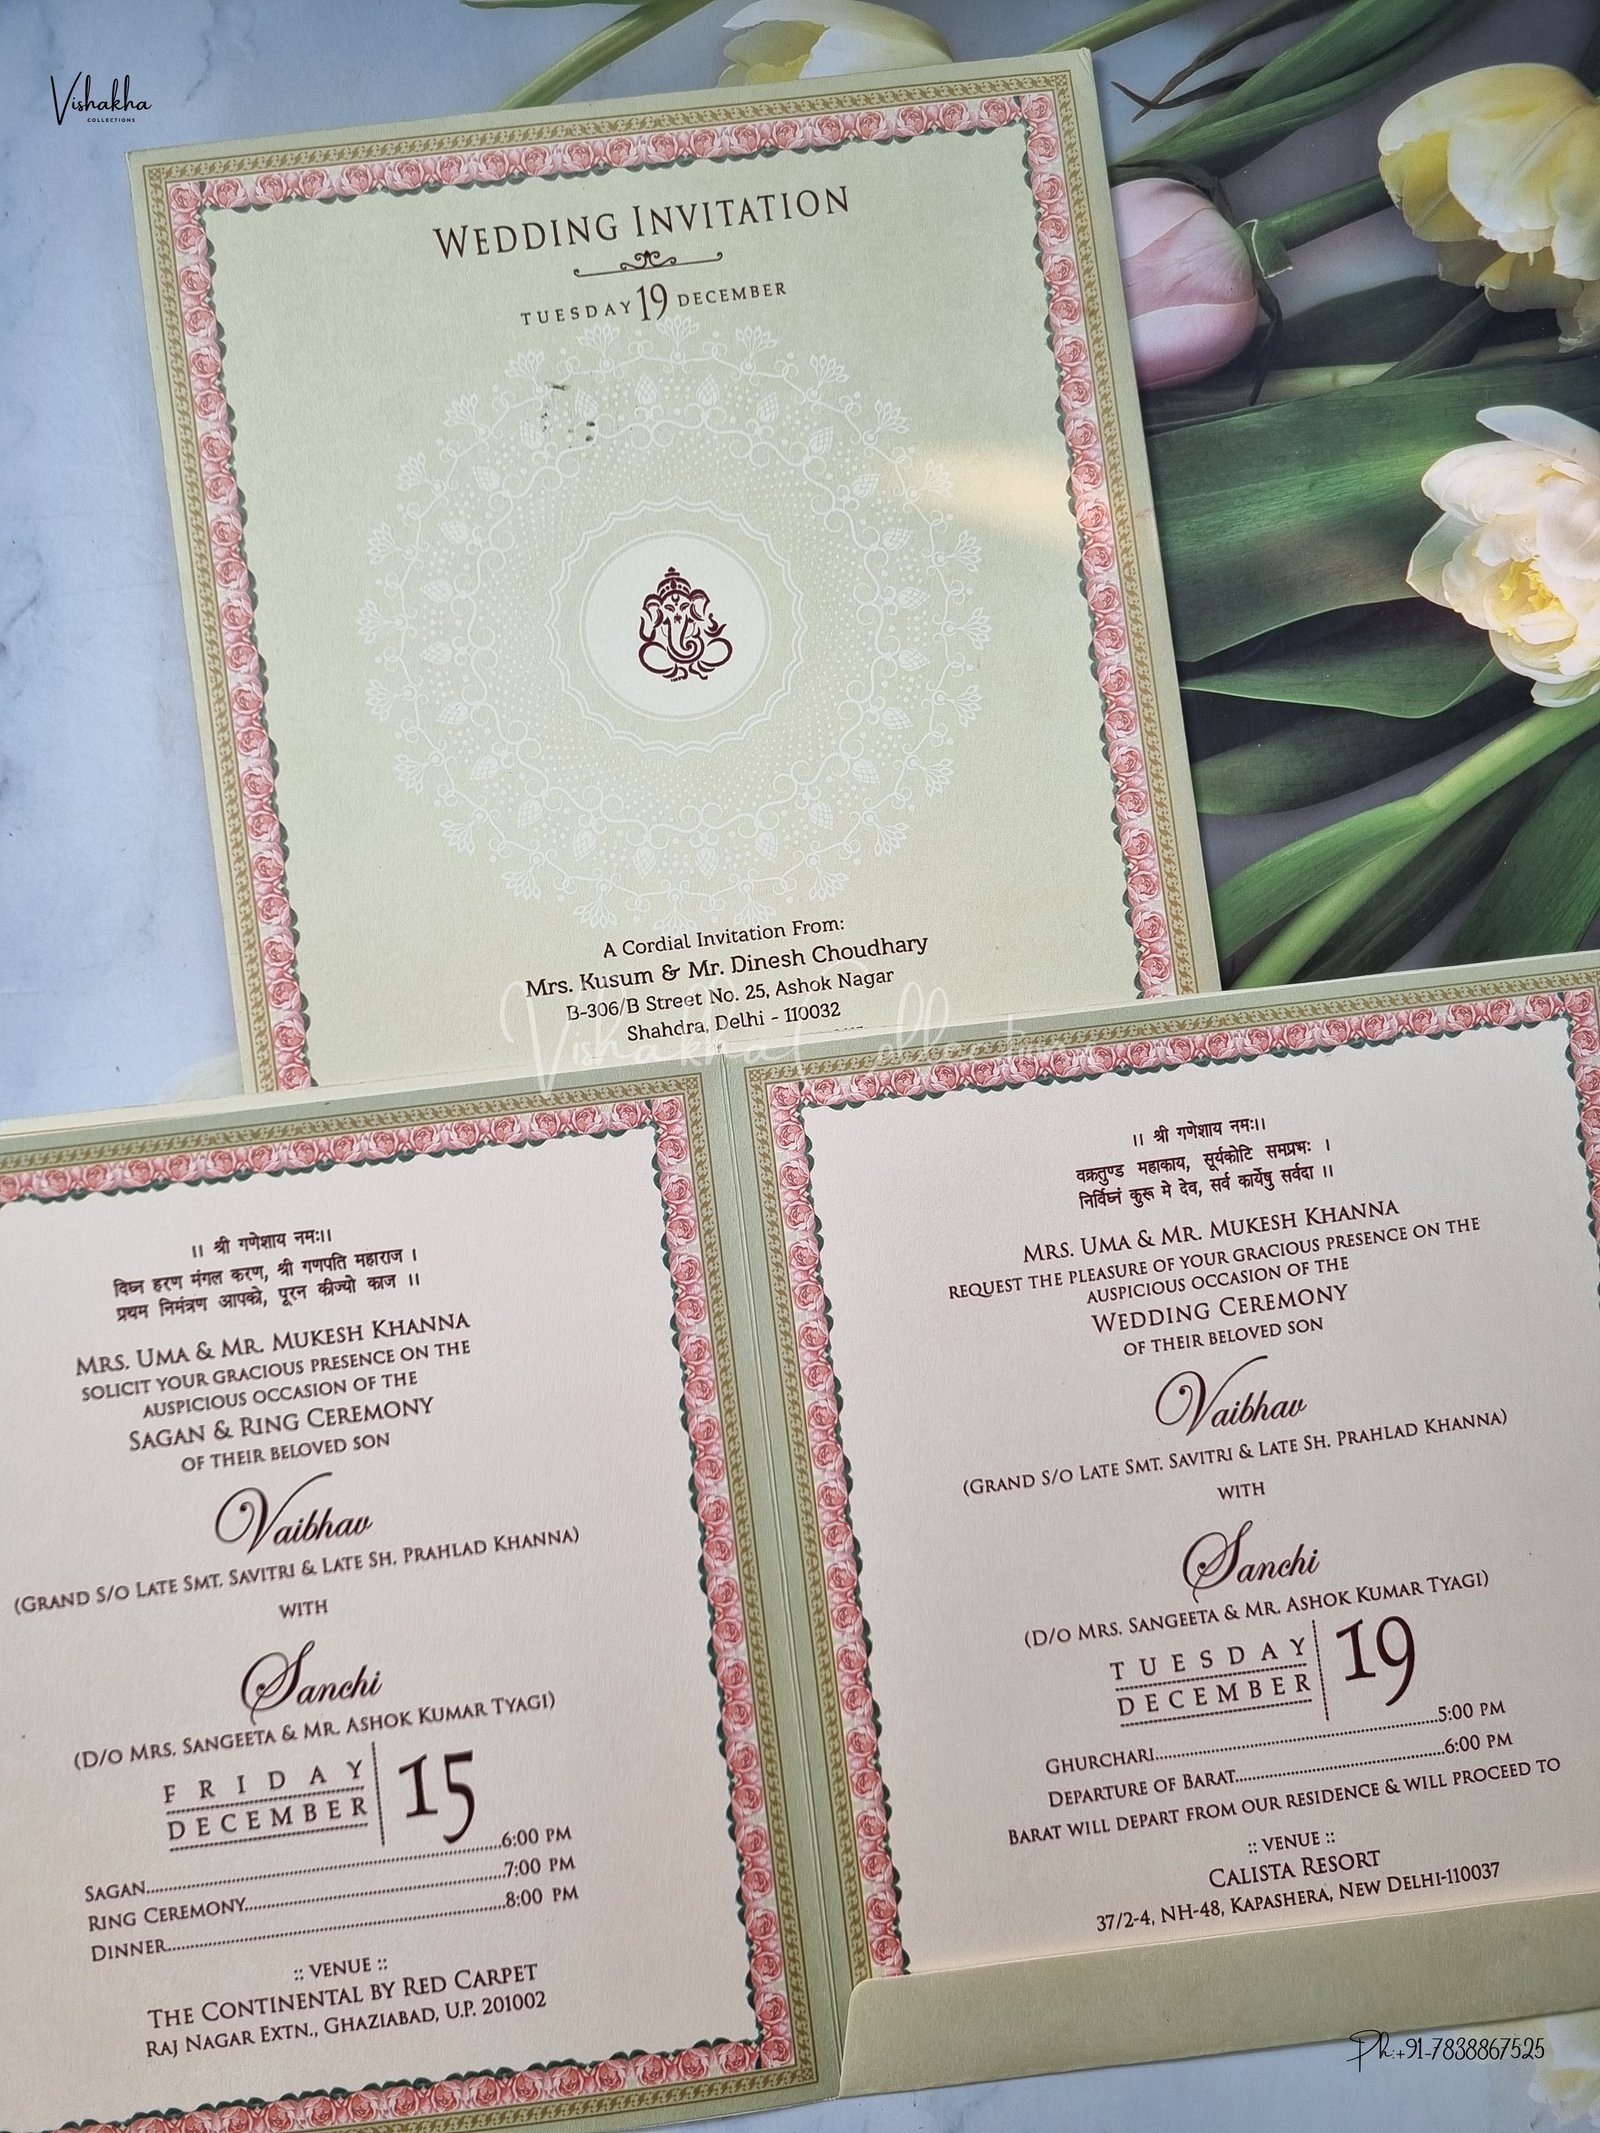 Vishakha
COLLECTIONS
WEDDING INVITATION
TUESDAY 19 DECEMBER
A Cordial Invitation From:
Mrs. Kusum & Mr. Dinesh Choudhary
B-306/B Street No. 25, Ashok Nagar
Shahdra, Delhi - 110032
Vishakha Collections
।। श्री गणेशाय नमः।।
विघ्न हरण मंगल करण, श्री गणपति महाराज ।
प्रथम निमंत्रण आपको, पूरन कीज्यो काज ।।
MRS. UMA & MR. MUKESH KHANNA
SOLICIT YOUR GRACIOUS PRESENCE ON THE
AUSPICIOUS OCCASION OF THE
SAGAN & RING CEREMONY
OF THEIR BELOVED SON
Vaibhav
(GRAND S/O LATE SMT. SAVITRI & LATE SH. PRAHLAD KHANNA)
WITH
Sanchi
(D/O MRS. SANGEETA & MR. ASHOK KUMAR TYAGI)
FRIDAY
DECEMBER 15
SAGAN..........6:00 PM
RING CEREMONY..........7:00 PM
DINNER..........8:00 PM
:: VENUE ::
THE CONTINENTAL BY RED CARPET
RAJ NAGAR EXTN., GHAZIABAD, U.P. 201002
।। श्री गणेशाय नमः।।
वक्रतुण्ड महाकाय, सूर्यकोटि समप्रभः ।
निर्विघ्नं कुरू मे देव, सर्व कार्येषु सर्वदा ।।
MRS. UMA & MR. MUKESH KHANNA
REQUEST THE PLEASURE OF YOUR GRACIOUS PRESENCE ON THE
AUSPICIOUS OCCASION OF THE
WEDDING CEREMONY
OF THEIR BELOVED SON
Vaibhav
(GRAND S/O LATE SMT. SAVITRI & LATE SH. PRAHLAD KHANNA)
WITH
Sanchi
(D/O MRS. SANGEETA & MR. ASHOK KUMAR TYAGI)
TUESDAY
DECEMBER 19
GHURCHARI..........5:00 PM
DEPARTURE OF BARAT..........6:00 PM
BARAT WILL DEPART FROM OUR RESIDENCE & WILL PROCEED TO
:: VENUE ::
CALISTA RESORT
37/2-4, NH-48, KAPASHERA, NEW DELHI-110037
Ph:+91-7838867525